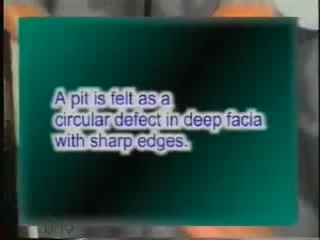 A pit is felt as a
circular defect in deep facia
with sharp edges.